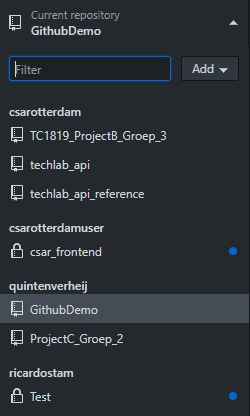 Current repository
GithubDemo
Filter
Add
csarotterdam
TC1819_ProjectB_Groep_3
techlab_api
techlab_api_reference
csarotterdamuser
csar_frontend
quintenverheij
GithubDemo
ProjectC_Groep_2
ricardostam
Test